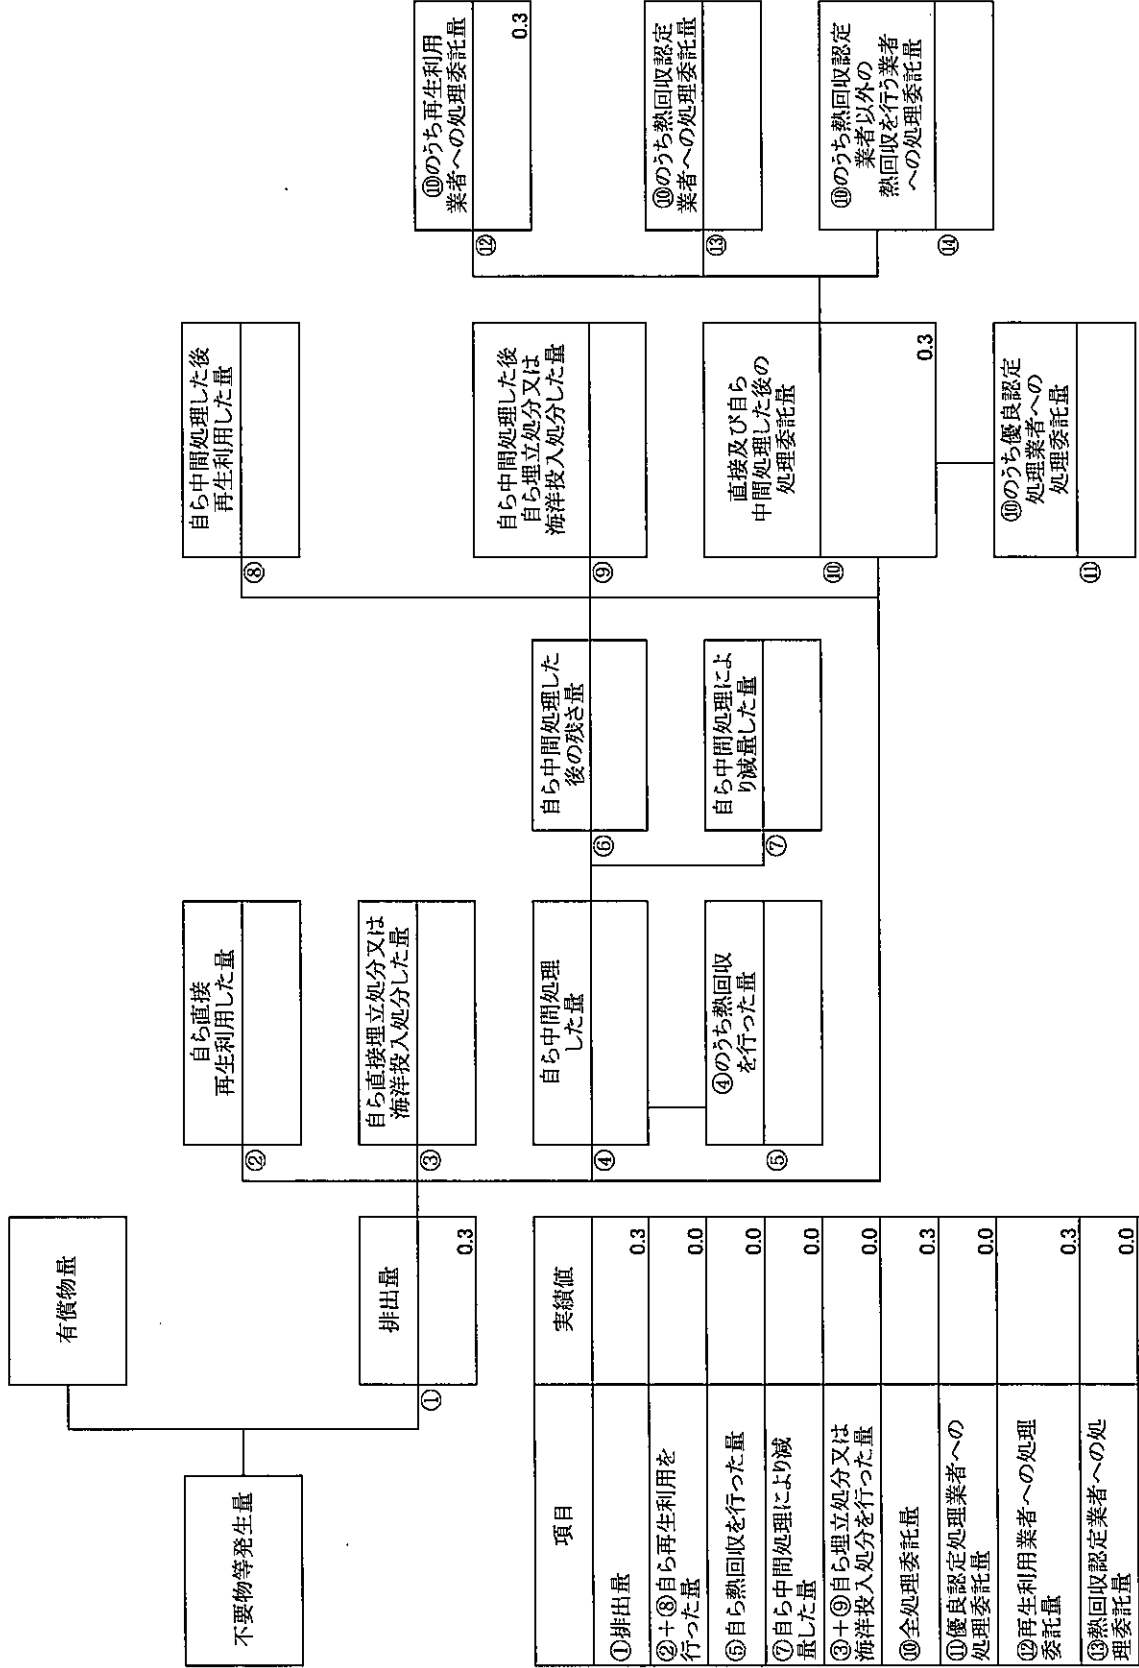 不要物等発生量
有償物量
①
排出量
0.3
②
自ら直接
再生利用した量
③
自ら直接埋立処分又は
海洋投入処分した量
④
自ら中間処理
した量
⑤
④のうち熱回収
を行った量
⑥
自ら中間処理した
後の残さ量
⑦
自ら中間処理によ
り減量した量
⑧
自ら中間処理した後
再生利用した量
⑨
自ら中間処理した後
自ら埋立処分又は
海洋投入処分した量
⑩
直接及び自ら
中間処理した後の
処理委託量
0.3
⑪
⑩のうち優良認定
処理業者への
処理委託量
⑫
⑩のうち再生利用
業者への処理委託量
0.3
⑬
⑩のうち熱回収認定
業者への処理委託量
⑭
⑩のうち熱回収認定
業者以外の
熱回収を行う業者
への処理委託量
項目 実績値
①排出量 0.3
②+⑧自ら再生利用を
行った量 0.0
⑤自ら熱回収を行った量 0.0
⑦自ら中間処理により減
量した量 0.0
③+⑨自ら埋立処分又は
海洋投入処分を行った量 0.0
⑩全処理委託量 0.3
⑪優良認定処理業者への
処理委託量 0.0
⑫再生利用業者への処理
委託量 0.3
⑬熱回収認定業者への処
理委託量 0.0